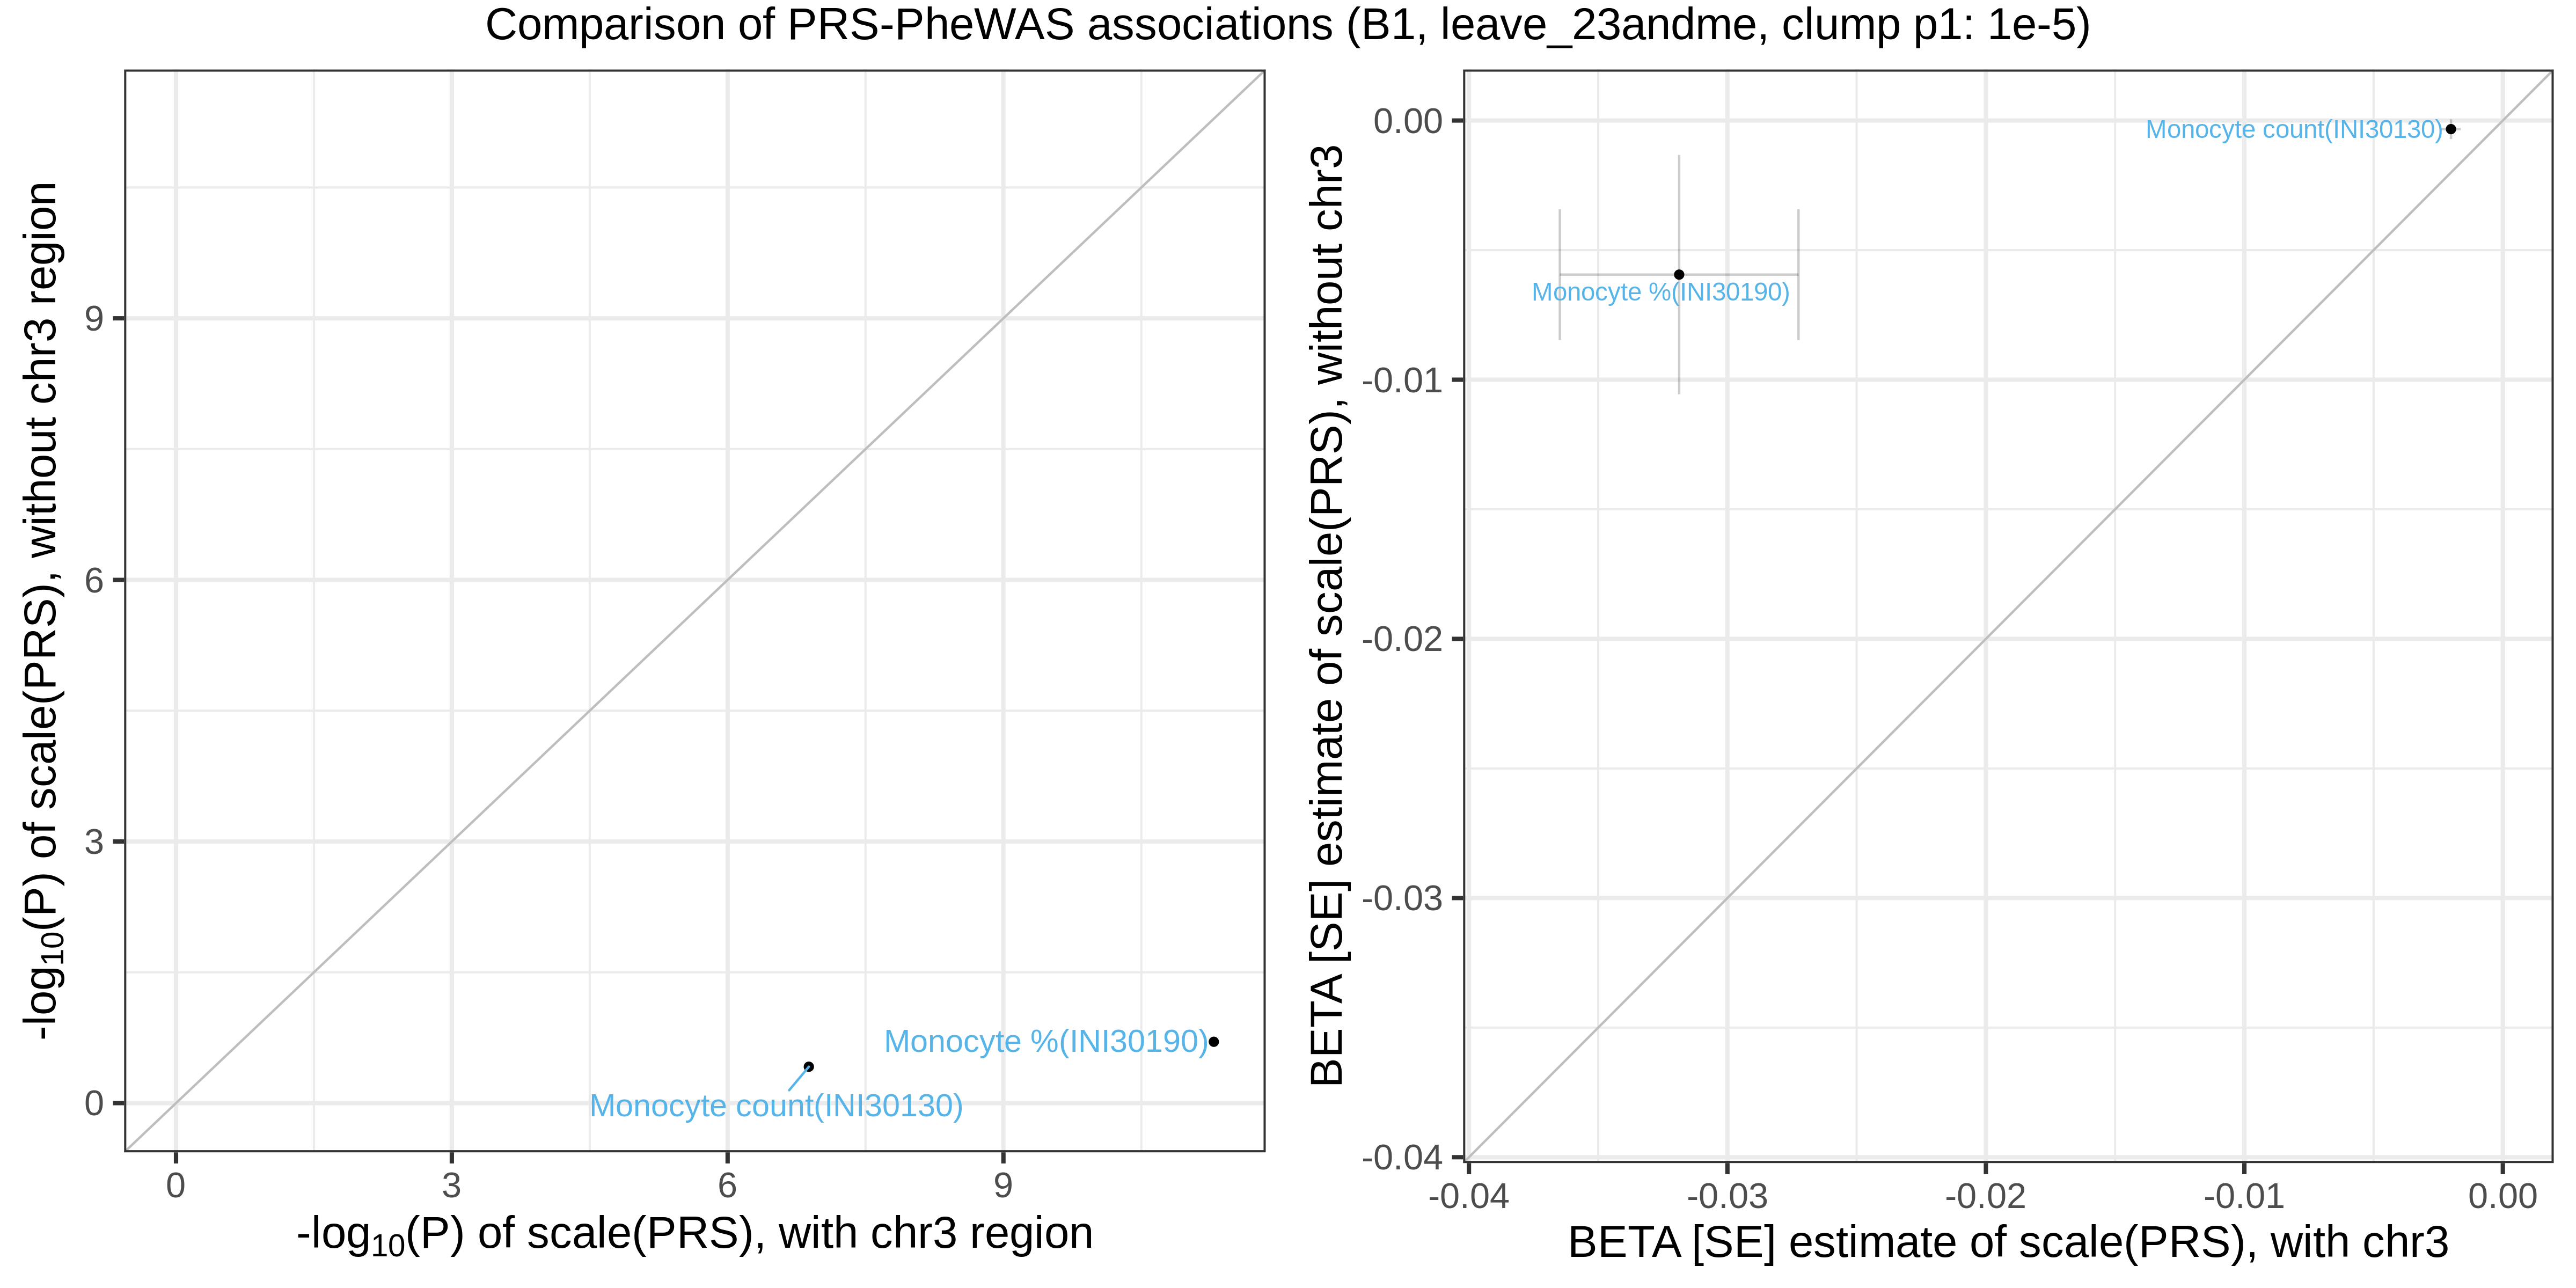 Comparison of PRS-PheWAS associations (B1, leave_23andme, clump p1: 1e-5)
-log10(P) of scale(PRS), without chr3 region
9
6
3
0
Monocyte %(INI30190)
Monocyte count(INI30130)
0 3 6 9
-log10(P) of scale(PRS), with chr3 region
BETA [SE] estimate of scale(PRS), without chr3
0.00
-0.01
-0.02
-0.03
-0.04
Monocyte count(INI30130)
Monocyte %(INI30190)
-0.04 -0.03 -0.02 -0.01 0.00
BETA [SE] estimate of scale(PRS), with chr3